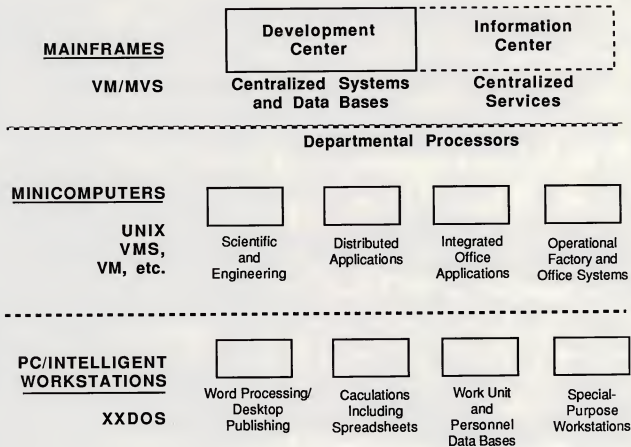 Development
Center
Information
Center
MAINFRAMES
VM/MVS
Centralized Systems
and Data Bases
Centralized
Services
Departmental Processors
MINICOMPUTERS
UNIX
VMS,
VM, etc.
Scientific
and
Engineering
Distributed
Applications
Integrated
Office
Applications
Operational
Factory and
Office Systems
PC/INTELLIGENT
WORKSTATIONS
XXDOS
Word Processing/
Desktop
Publishing
Caculations
Including
Spreadsheets
Work Unit
and
Personnel
Data Bases
Special-
Purpose
Workstations